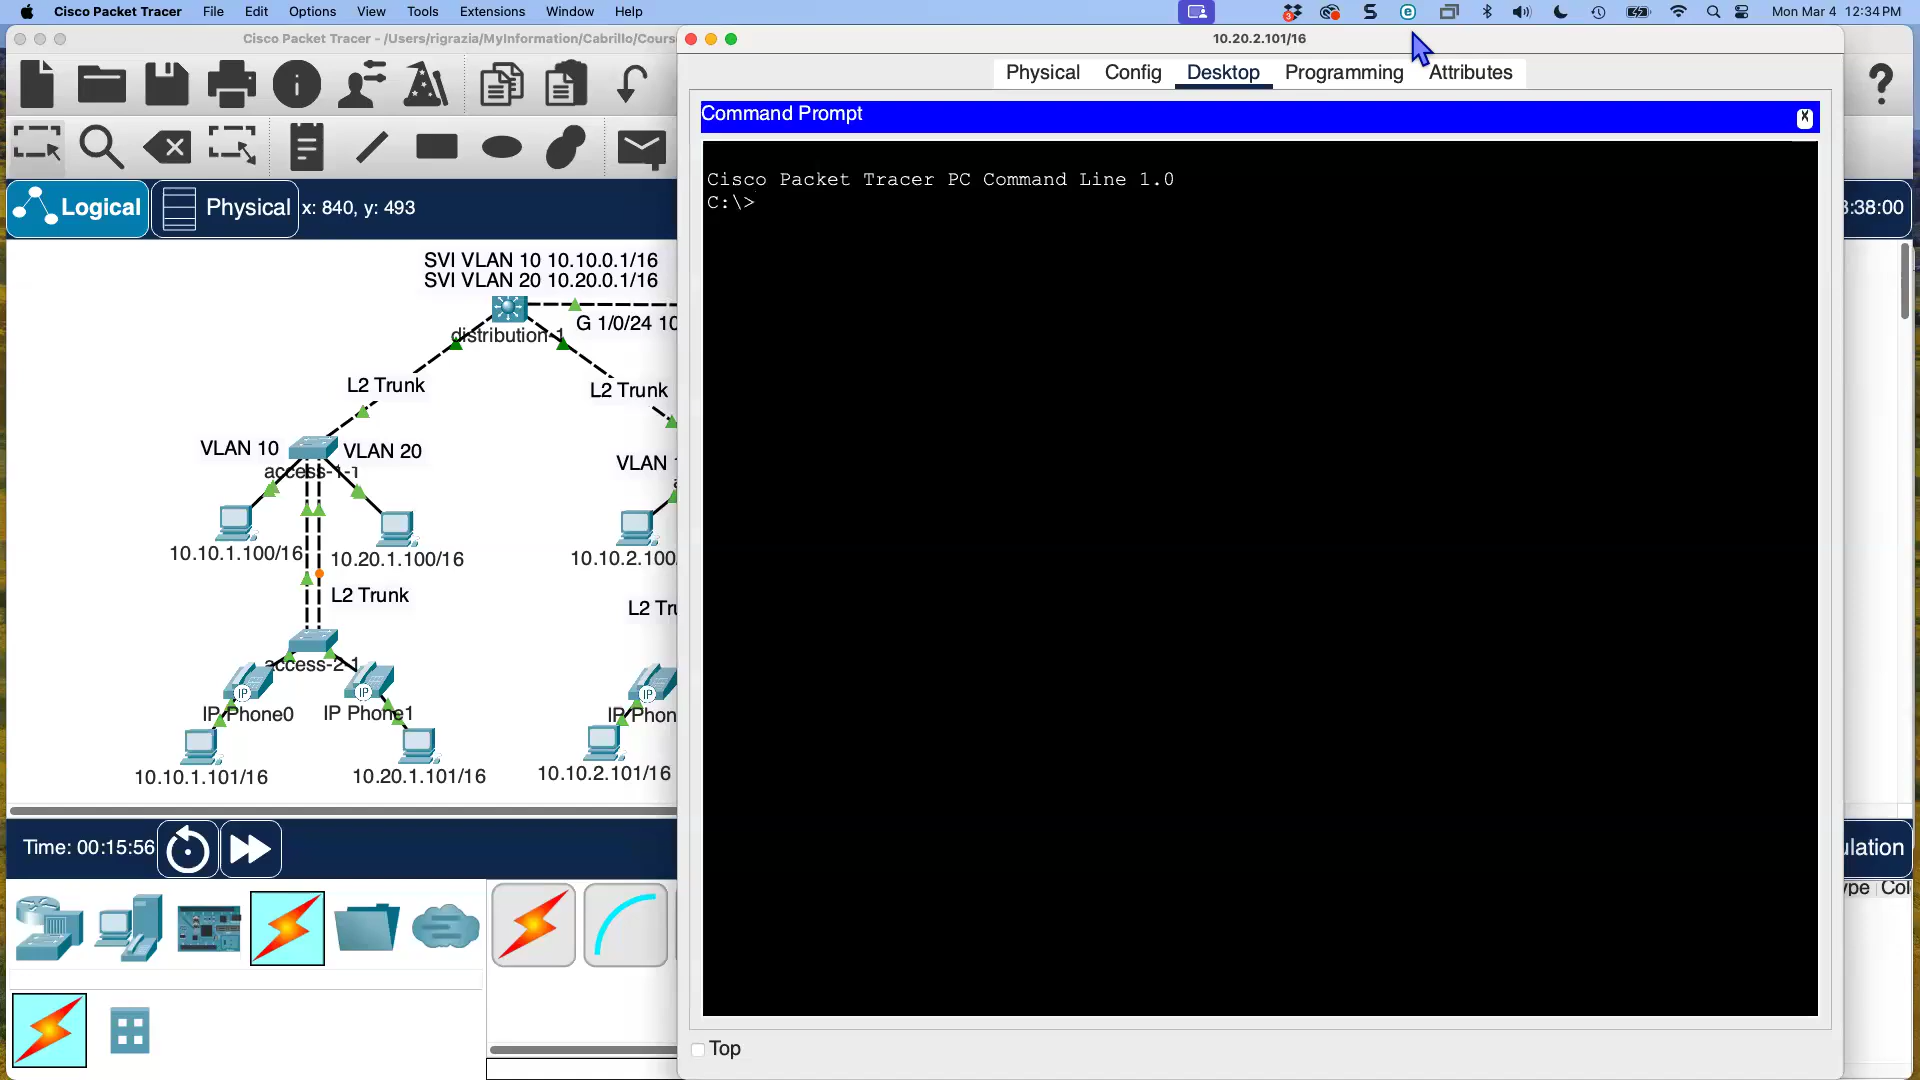 Cisco Packet Tracer File Edit Options View Tools Extensions Window Help
Mon Mar 4 12:34 PM
Cisco Packet Tracer - /Users/rigrazia/MyInformation/Cabrillo/Cours
10.20.2.101/16
Physical Config Desktop Programming Attributes
Command Prompt
X
Cisco Packet Tracer PC Command Line 1.0
C:\>
Logical
Physical
x: 840, y: 493
:38:00
SVI VLAN 10 10.10.0.1/16
SVI VLAN 20 10.20.0.1/16
distribution-1
G 1/0/24 10
L2 Trunk
L2 Trunk
VLAN 10
VLAN 20
access-1-1
VLAN
10.10.1.100/16
10.20.1.100/16
10.10.2.100
L2 Trunk
L2 Tru
access-2-1
IP
IP
IP
IP Phone0
IP Phone1
IP Phon
10.10.1.101/16
10.20.1.101/16
10.10.2.101/16
Time: 00:15:56
ulation
ype Col
Top